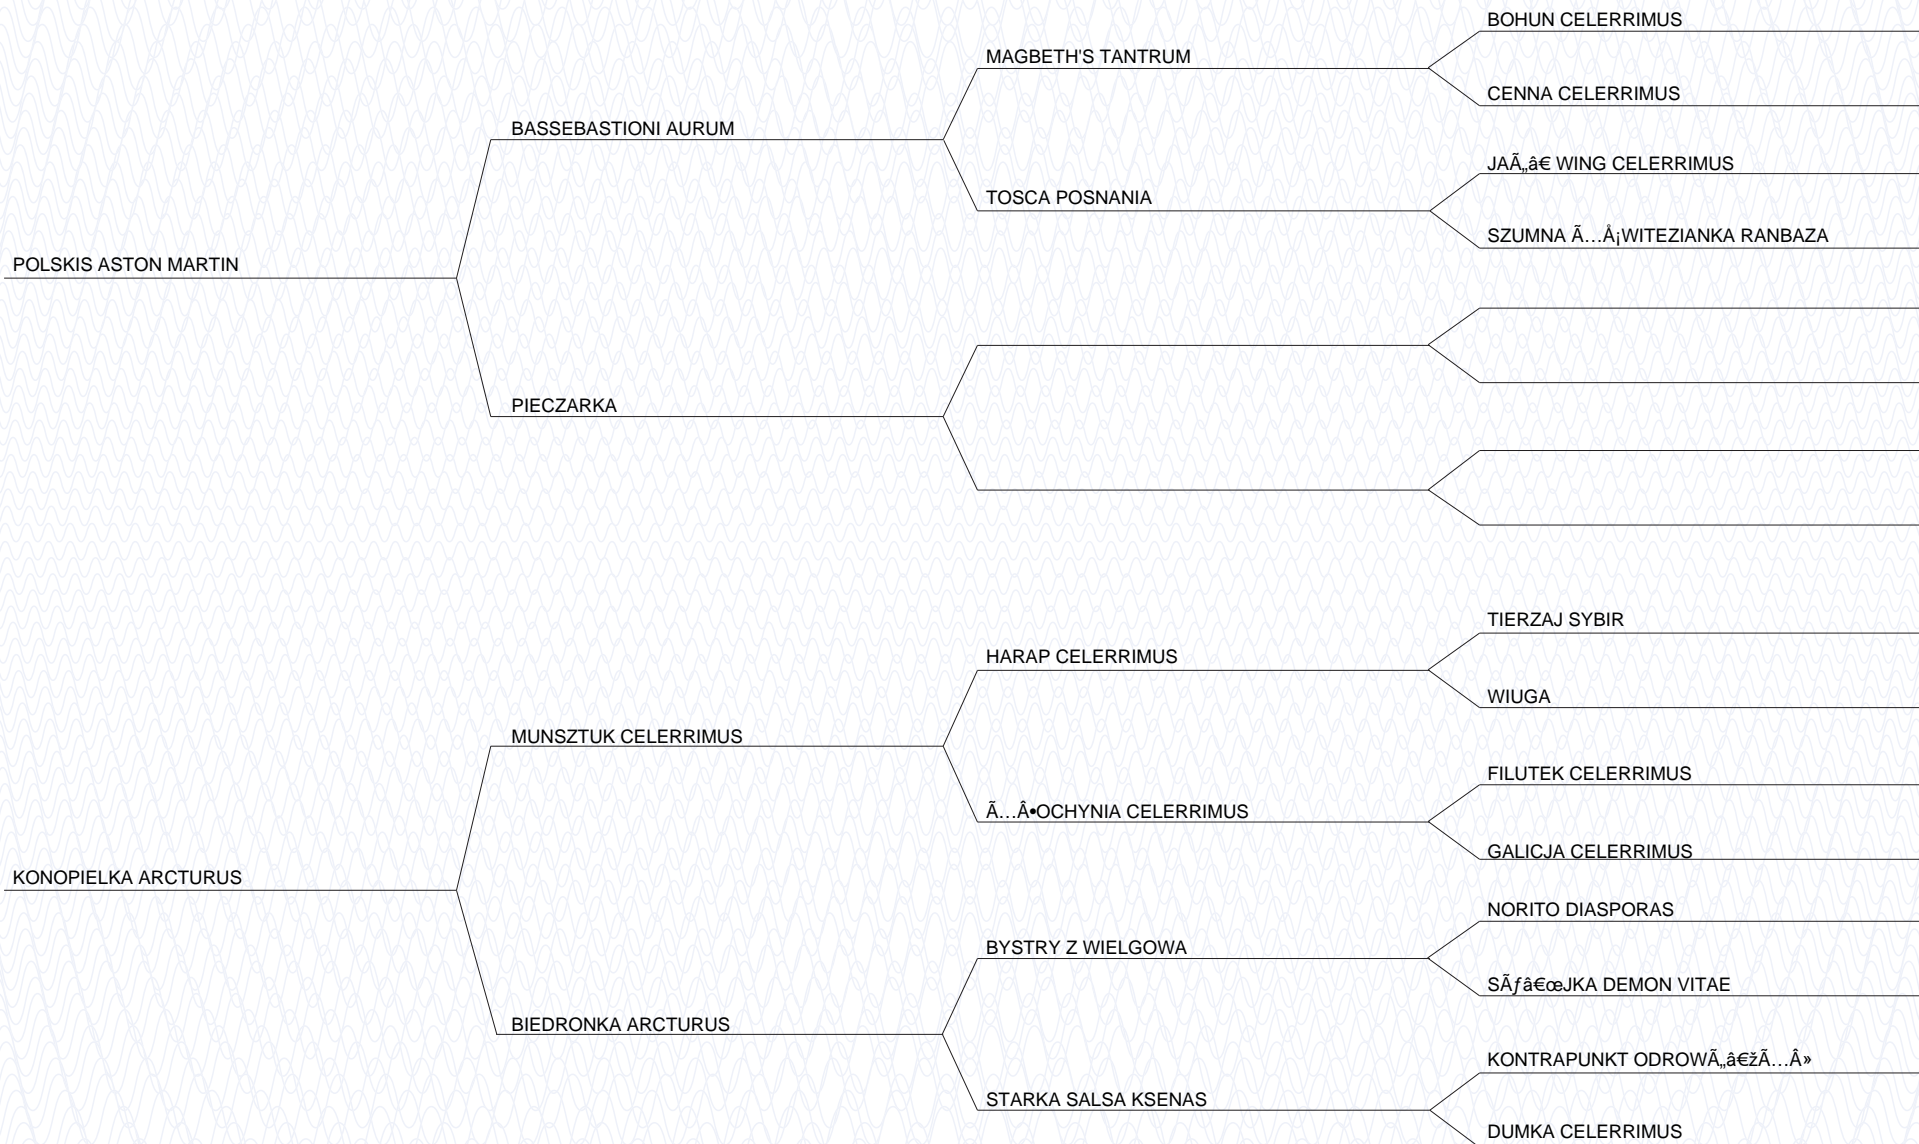 BOHUN CELERRIMUS
MAGBETH'S TANTRUM
CENNA CELERRIMUS
BASSEBASTIONI AURUM
JAÃ„â€ WING CELERRIMUS
TOSCA POSNANIA
SZUMNA Ã…Å¡WITEZIANKA RANBAZA
POLSKIS ASTON MARTIN
PIECZARKA
TIERZAJ SYBIR
HARAP CELERRIMUS
WIUGA
MUNSZTUK CELERRIMUS
FILUTEK CELERRIMUS
Ã…Â•OCHYNIA CELERRIMUS
GALICJA CELERRIMUS
KONOPIELKA ARCTURUS
NORITO DIASPORAS
BYSTRY Z WIELGOWA
SÃƒâ€œJKA DEMON VITAE
BIEDRONKA ARCTURUS
KONTRAPUNKT ODROWÃ„â€žÃ…Â»
STARKA SALSA KSENAS
DUMKA CELERRIMUS